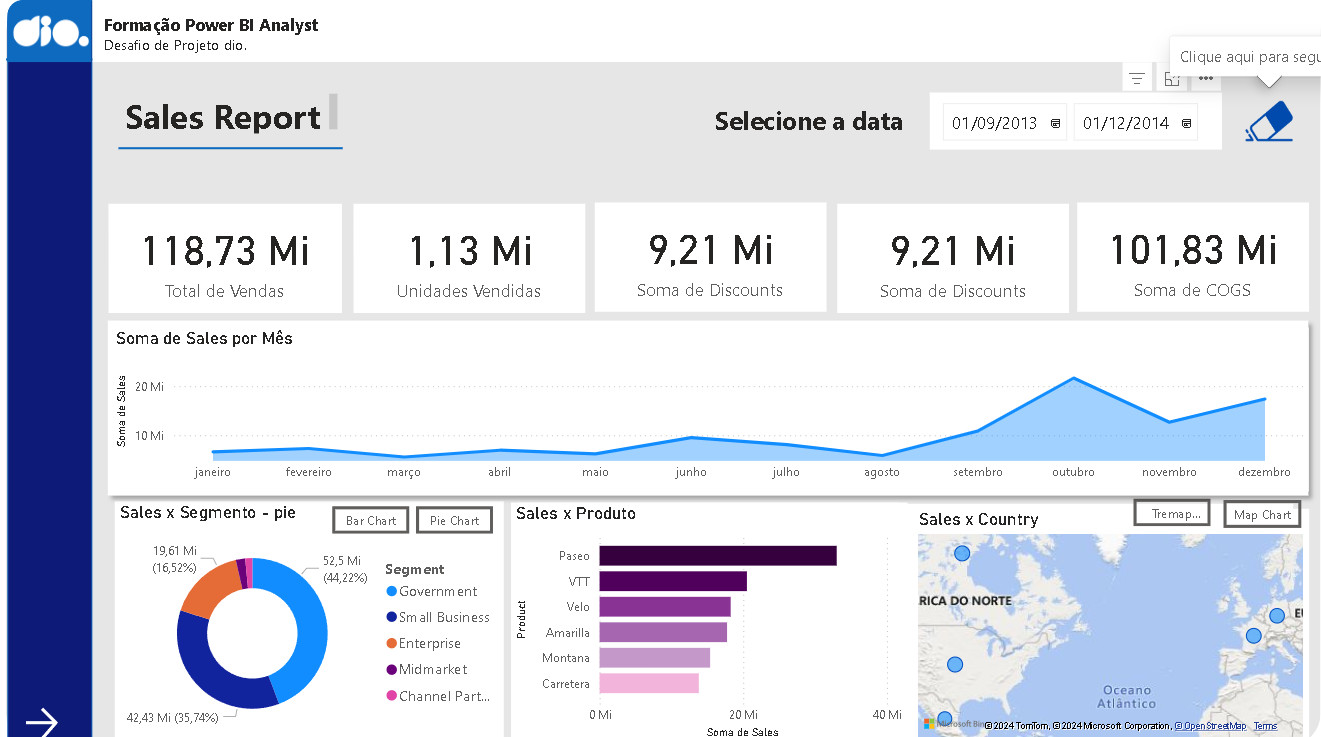 dio.
Formação Power BI Analyst
Desafio de Projeto dio.
Clique aqui para segu
Sales Report
Selecione a data
01/09/2013
01/12/2014
118,73 Mi
Total de Vendas
1,13 Mi
Unidades Vendidas
9,21 Mi
Soma de Discounts
9,21 Mi
Soma de Discounts
101,83 Mi
Soma de COGS
Soma de Sales por Mês
Soma de Sales
20 Mi
10 Mi
janeiro
fevereiro
março
abril
maio
junho
julho
agosto
setembro
outubro
novembro
dezembro
Sales x Segmento - pie
Bar Chart
Pie Chart
19,61 Mi
(16,52%)
52,5 Mi
(44,22%)
42,43 Mi (35,74%)
Segment
Government
Small Business
Enterprise
Midmarket
Channel Part...
Sales x Produto
Product
Paseo
VTT
Velo
Amarilla
Montana
Carretera
0 Mi
20 Mi
40 Mi
Soma de Sales
Sales x Country
Tremap...
Map Chart
RICA DO NORTE
EU
Oceano
Atlântico
Microsoft Bin
©2024 TomTom, ©2024 Microsoft Corporation, © OpenStreetMap Terms